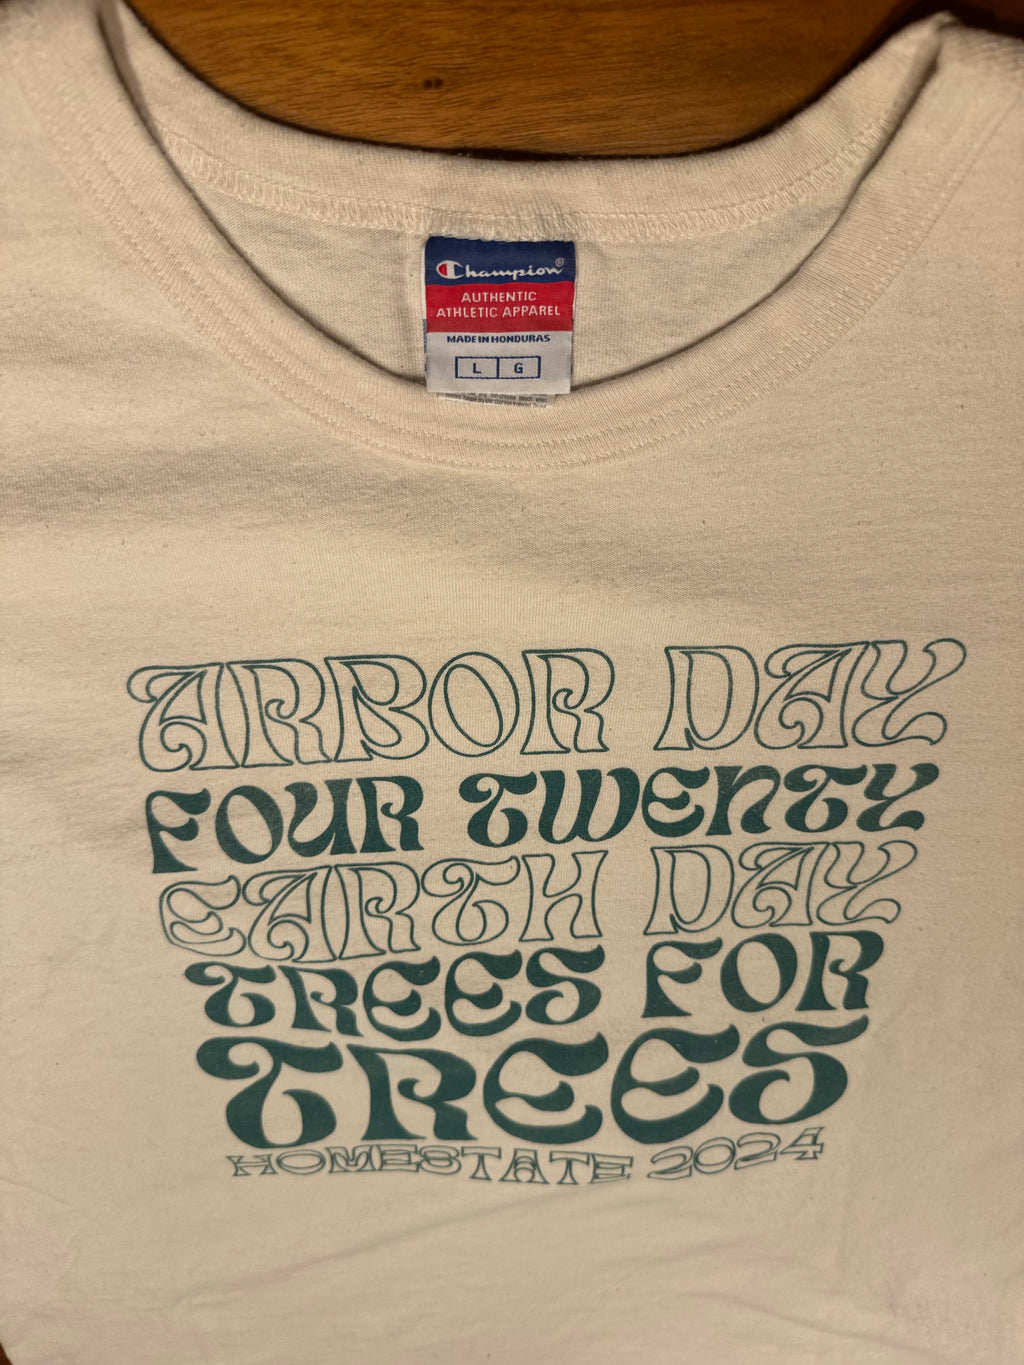 Champion®
AUTHENTIC
ATHLETIC APPAREL
MADE IN HONDURAS
L G
ARBOR DAY
FOUR TWENTY
EARTH DAY
TREES FOR
TREES
HOMESTATE 2024